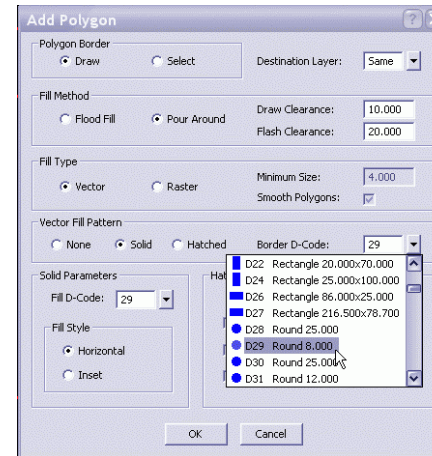 Add Polygon
Polygon Border
Draw Select Destination Layer: Same
Fill Method
Flood Fill Pour Around Draw Clearance: 10.000
Flash Clearance: 20.000
Fill Type
Vector Raster Minimum Size: 4.000
Smooth Polygons:
Vector Fill Pattern
None Solid Hatched Border D-Code: 29
D22 Rectangle 20.000x70.000
D24 Rectangle 25.000x100.000
D26 Rectangle 86.000x25.000
D27 Rectangle 216.500x78.700
D28 Round 25.000
D29 Round 8.000
D30 Round 25.000
D31 Round 12.000
Solid Parameters Hat
Fill D-Code: 29
Fill Style
Horizontal
Inset
OK Cancel